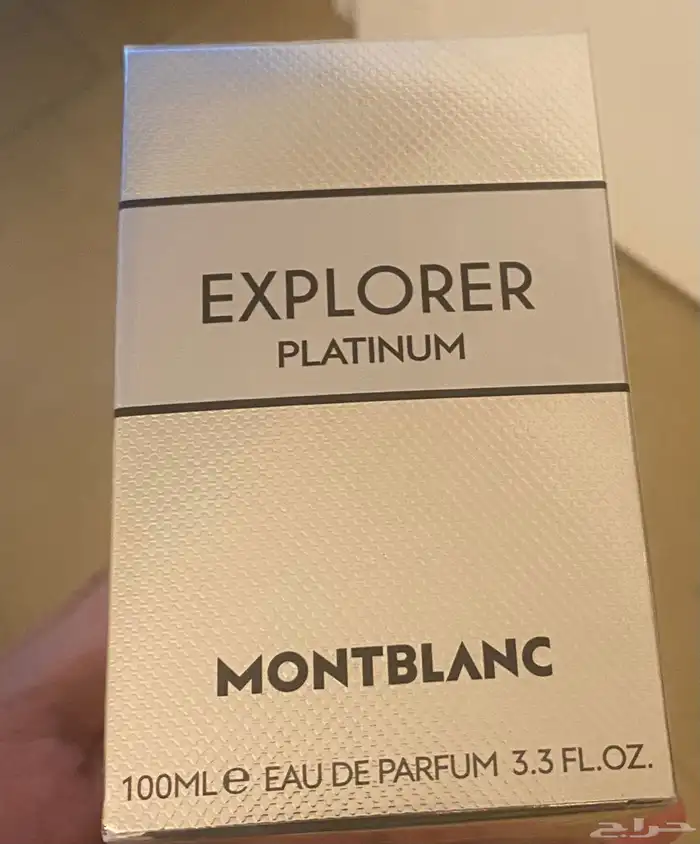 EXPLORER
PLATINUM
MONTBLANC
100ML e EAU DE PARFUM 3.3 FL.OZ.
حراج